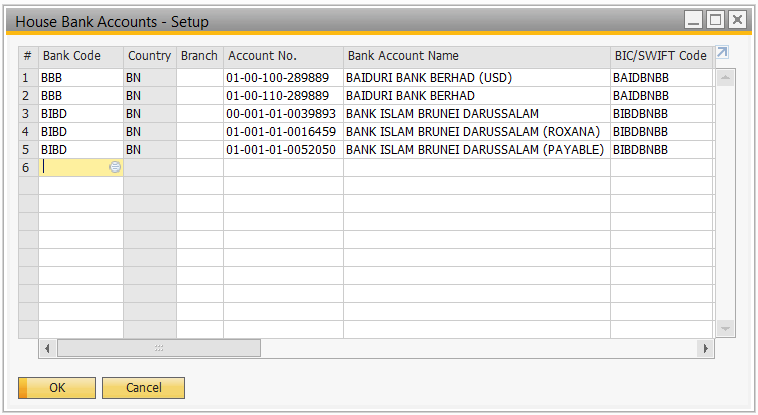 House Bank Accounts - Setup
# Bank Code Country Branch Account No. Bank Account Name BIC/SWIFT Code
1 BBB BN 01-00-100-289889 BAIDURI BANK BERHAD (USD) BAIDBNBB
2 BBB BN 01-00-110-289889 BAIDURI BANK BERHAD BAIDBNBB
3 BIBD BN 00-001-01-0039893 BANK ISLAM BRUNEI DARUSSALAM BIBDBNBB
4 BIBD BN 01-001-01-0016459 BANK ISLAM BRUNEI DARUSSALAM (ROXANA) BIBDBNBB
5 BIBD BN 01-001-01-0052050 BANK ISLAM BRUNEI DARUSSALAM (PAYABLE) BIBDBNBB
6
OK Cancel